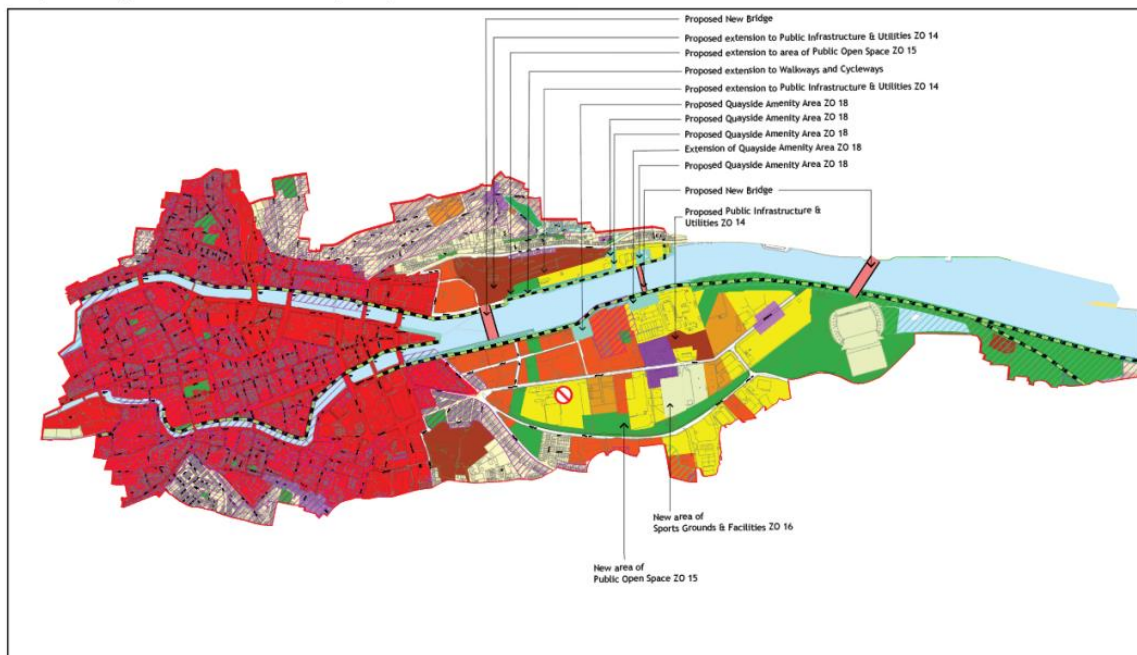 Proposed New Bridge
Proposed extension to Public Infrastructure & Utilities ZO 14
Proposed extension to area of Public Open Space ZO 15
Proposed extension to Walkways and Cycleways
Proposed extension to Public Infrastructure & Utilities ZO 14
Proposed Quayside Amenity Area ZO 18
Proposed Quayside Amenity Area ZO 18
Proposed Quayside Amenity Area ZO 18
Extension of Quayside Amenity Area ZO 18
Proposed Quayside Amenity Area ZO 18
Proposed New Bridge
Proposed Public Infrastructure &
Utilities ZO 14
New area of
Sports Grounds & Facilities ZO 16
New area of
Public Open Space ZO 15